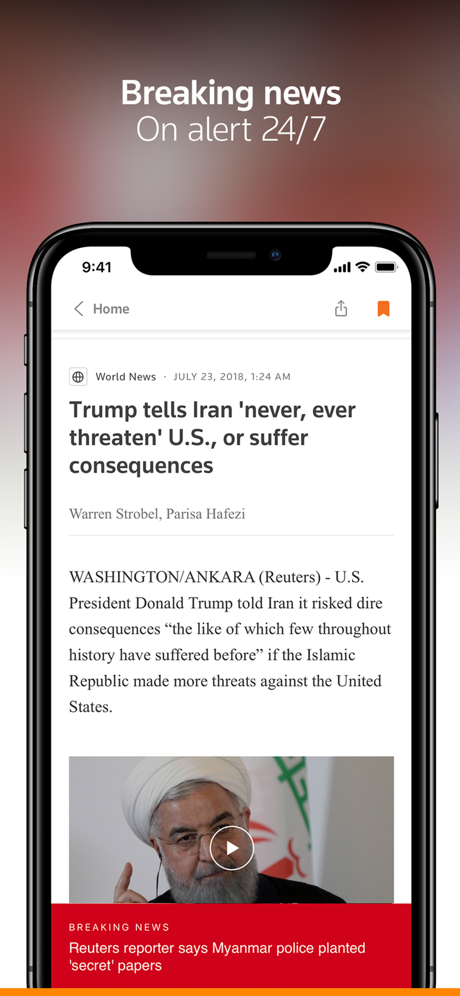 Breaking news
On alert 24/7
9:41
Home
World News · JULY 23, 2018, 1:24 AM
Trump tells Iran 'never, ever
threaten' U.S., or suffer
consequences
Warren Strobel, Parisa Hafezi
WASHINGTON/ANKARA (Reuters) - U.S.
President Donald Trump told Iran it risked dire
consequences “the like of which few throughout
history have suffered before” if the Islamic
Republic made more threats against the United
States.
BREAKING NEWS
Reuters reporter says Myanmar police planted
'secret' papers